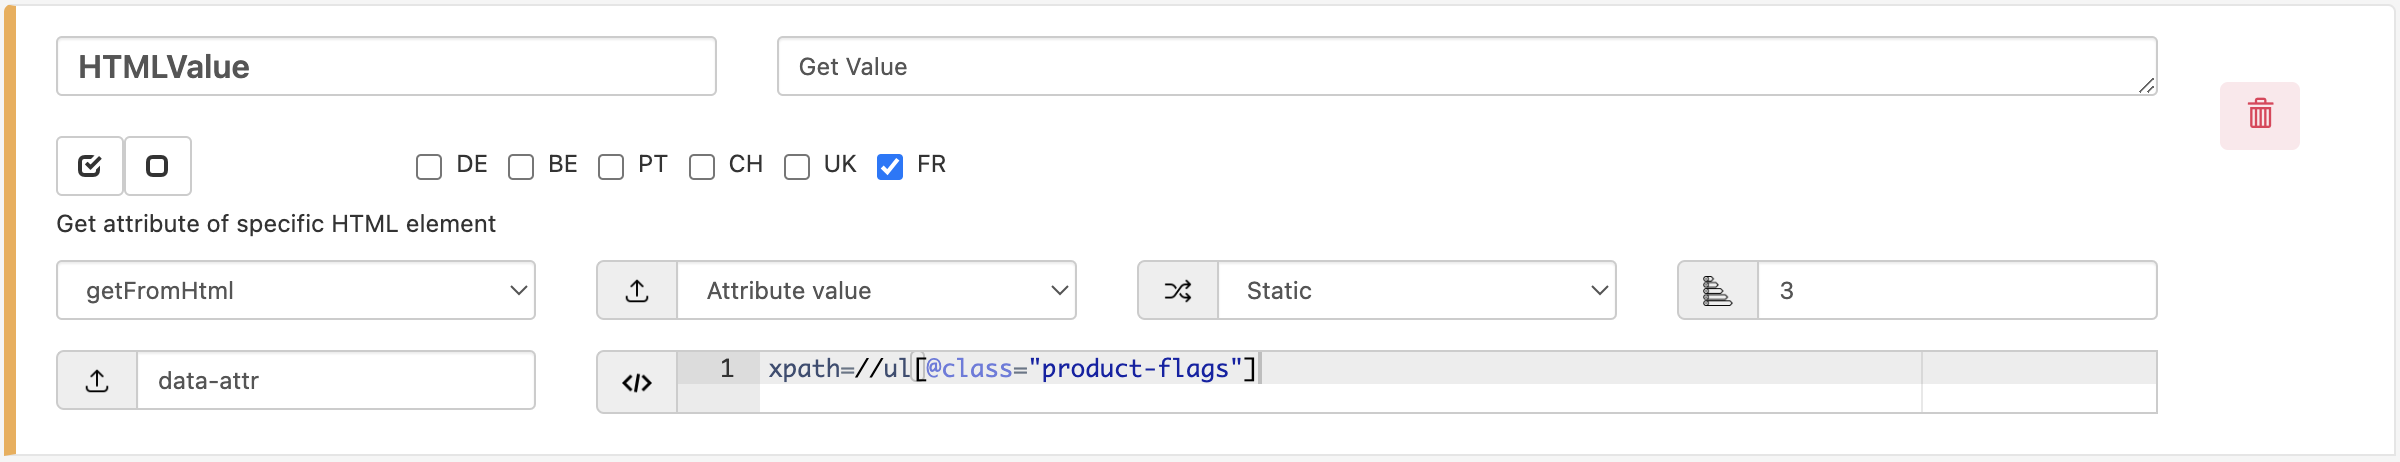 HTMLValue
Get Value
DE BE PT CH UK FR
Get attribute of specific HTML element
getFromHtml
Attribute value
Static
3
data-attr
1 xpath=//ul[@class="product-flags"]